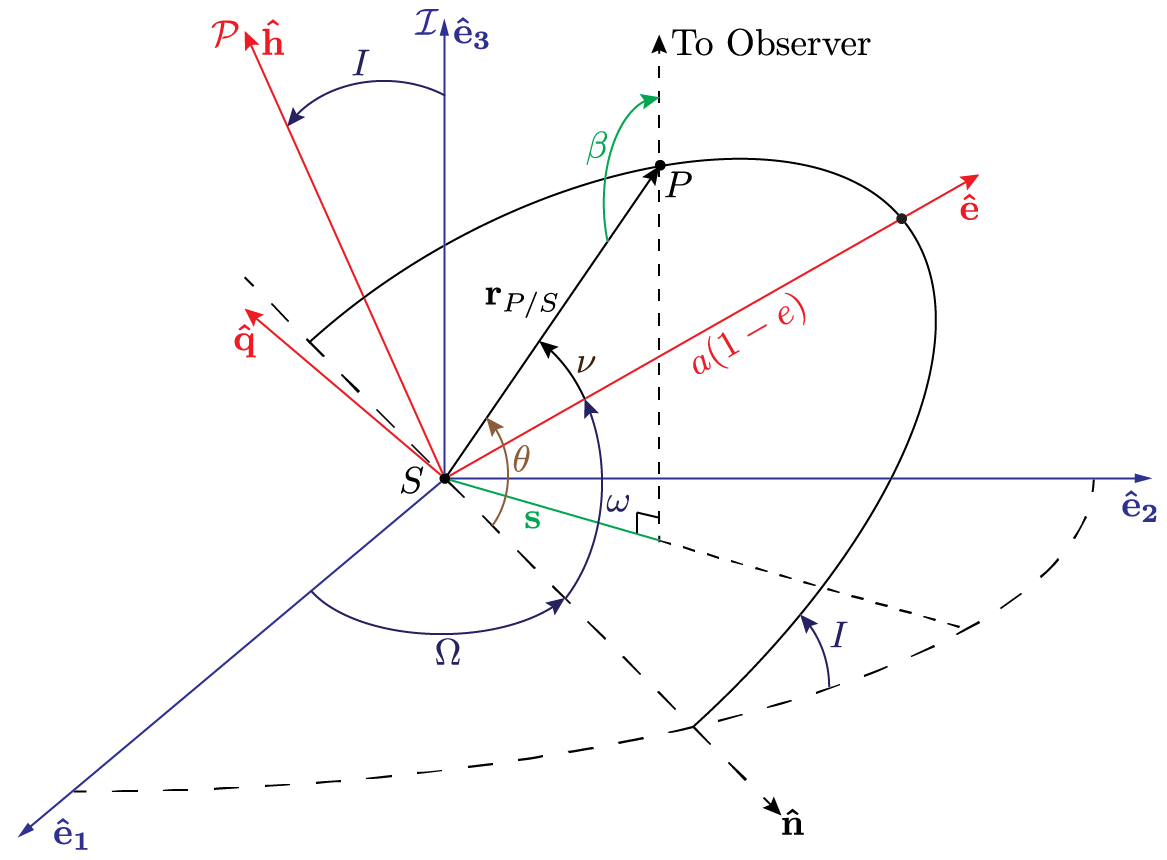 𝒫 ĥ
ℐ ê₃
To Observer
I
β
P
ê
r_{P/S}
a(1 − e)
q̂
ν
θ
S
ω
s
ê₂
Ω
I
ê₁
n̂